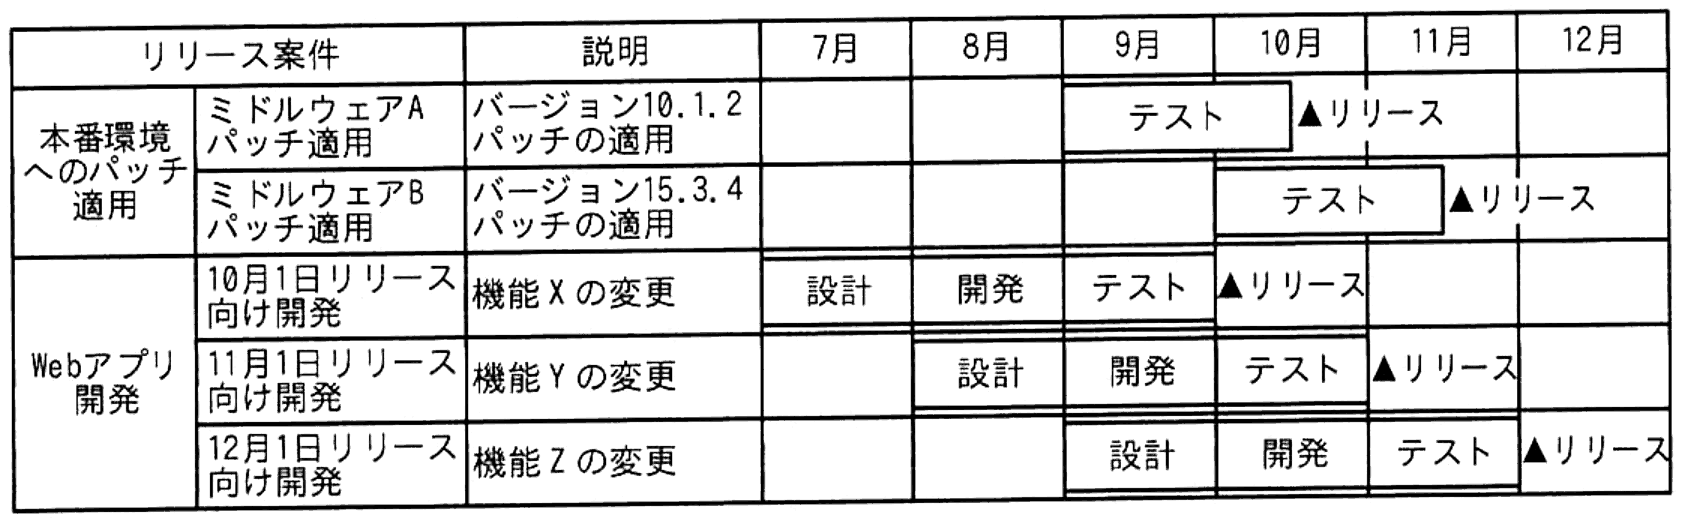 リリース案件 説明 7月 8月 9月 10月 11月 12月
本番環境
へのパッチ
適用
ミドルウェアA
パッチ適用
バージョン10.1.2
パッチの適用
テスト ▲リリース
ミドルウェアB
パッチ適用
バージョン15.3.4
パッチの適用
テスト ▲リリース
Webアプリ
開発
10月1日リリース
向け開発
機能Xの変更 設計 開発 テスト ▲リリース
11月1日リリース
向け開発
機能Yの変更 設計 開発 テスト ▲リリース
12月1日リリース
向け開発
機能Zの変更 設計 開発 テスト ▲リリース